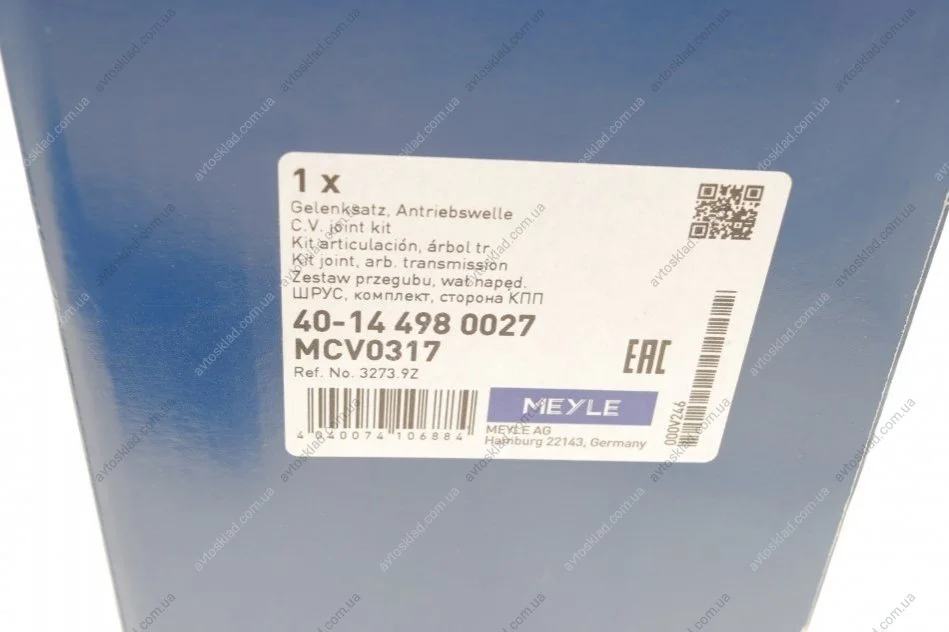 1 x
Gelenksatz, Antriebswelle
C.V. joint kit
Kit articulación, árbol tr.
Kit joint, arb. transmission
Zestaw przegubu, wał napęd.
ШРУС, комплект, сторона КПП
40-14 498 0027
MCV0317
Ref. No. 3273.9Z
EAC
4 040074 106884
MEYLE
MEYLE AG
Hamburg 22143, Germany
000V246
avtosklad.com.ua